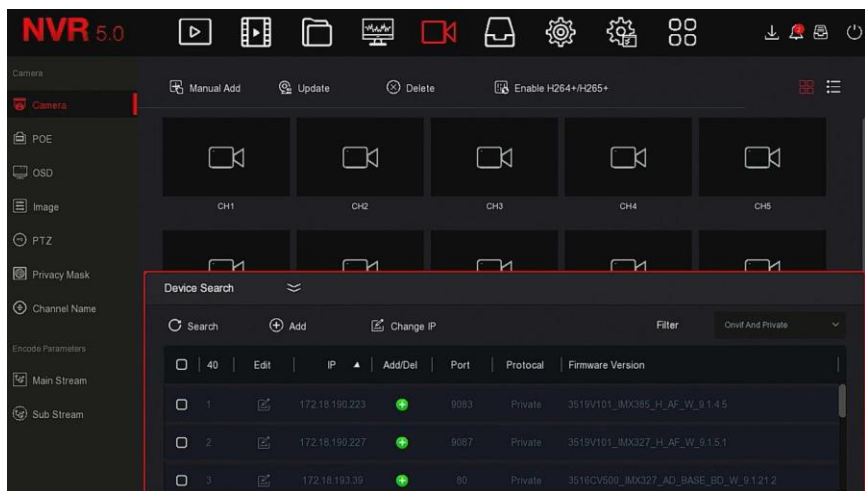 NVR 5.0
Camera
Camera
POE
OSD
Image
PTZ
Privacy Mask
Channel Name
Encode Parameters
Main Stream
Sub Stream
Manual Add Update Delete Enable H264+/H265+
CH1 CH2 CH3 CH4 CH5
Device Search
Search Add Change IP Filter Onvif And Private
40 Edit IP Add/Del Port Protocal Firmware Version
1 172.18.190.223 9083 Private 3519V101_IMX385_H_AF_W_9.1.4.5
2 172.18.190.227 9087 Private 3519V101_IMX327_H_AF_W_9.1.5.1
3 172.18.193.39 80 Private 3516CV500_IMX327_AD_BASE_BD_W_9.1.21.2